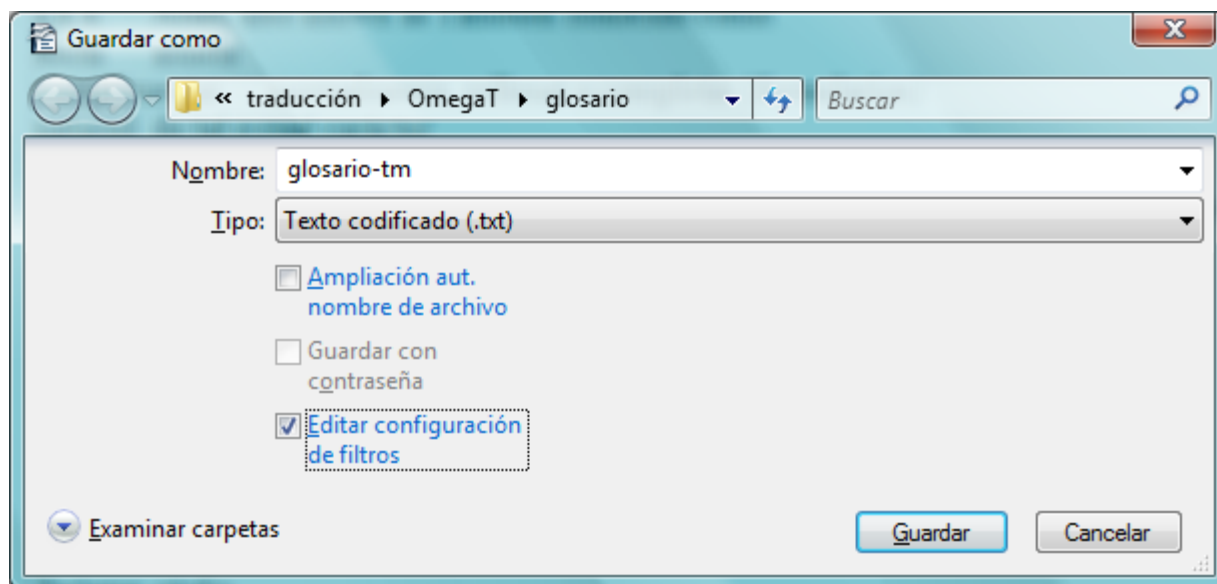 Guardar como
« traducción ▸ OmegaT ▸ glosario
Buscar
Nombre: glosario-tm
Tipo: Texto codificado (.txt)
Ampliación aut.
nombre de archivo
Guardar con
contraseña
Editar configuración
de filtros
Examinar carpetas
Guardar
Cancelar